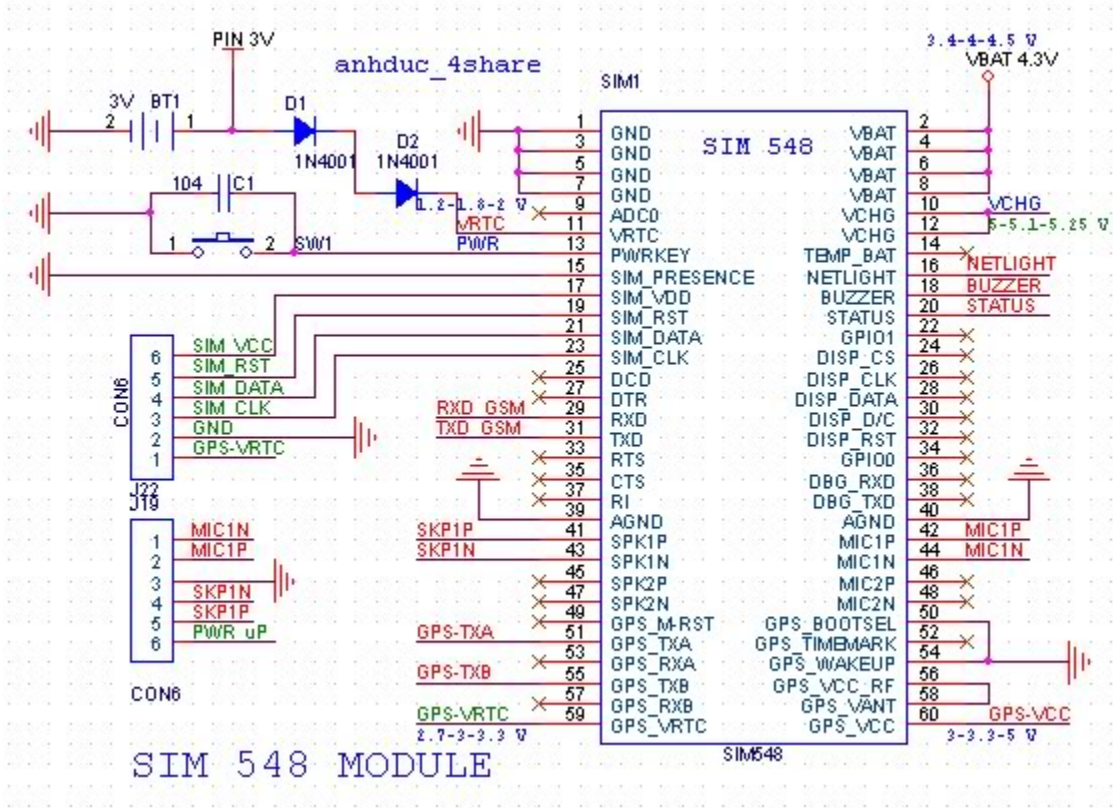 PIN 3V
anhduc_4share
3.4-4-4.5 V
VBAT 4.3V
SIM1
3V BT1
2 1
D1
1N4001
D2
1N4001
SIM 548
104 C1
1 2 SW1
1.2-1.8-2 V
VRTC
PWR
VCHG
5-5.1-5.25 V
NETLIGHT
BUZZER
STATUS
1 GND VBAT 2
3 GND VBAT 4
5 GND VBAT 6
7 GND VBAT 8
9 ADC0 VCHG 10
11 VRTC VCHG 12
13 PWRKEY TEMP_BAT 14
15 SIM_PRESENCE NETLIGHT 16
17 SIM_VDD BUZZER 18
19 SIM_RST STATUS 20
21 SIM_DATA GPIO1 22
23 SIM_CLK DISP_CS 24
25 DCD DISP_CLK 26
27 DTR DISP_DATA 28
29 RXD DISP_D/C 30
31 TXD DISP_RST 32
33 RTS GPIO0 34
35 CTS DBG_RXD 36
37 RI DBG_TXD 38
39 AGND AGND 40
41 SPK1P MIC1P 42
43 SPK1N MIC1N 44
45 SPK2P MIC2P 46
47 SPK2N MIC2N 48
49 GPS_M-RST GPS_BOOTSEL 50
51 GPS_TXA GPS_TIMEMARK 52
53 GPS_RXA GPS_WAKEUP 54
55 GPS_TXB GPS_VCC_RF 56
57 GPS_RXB GPS_VANT 58
59 GPS_VRTC GPS_VCC 60
SIM548
CON6
6 SIM_VCC
5 SIM_RST
4 SIM_DATA
3 SIM_CLK
2 GND
1 GPS-VRTC
J22
J19
1 MIC1N
2 MIC1P
3
4 SKP1N
5 SKP1P
6 PWR_uP
CON6
RXD_GSM
TXD_GSM
SKP1P
SKP1N
GPS-TXA
GPS-TXB
GPS-VRTC
2.7-3-3.3 V
MIC1P
MIC1N
GPS-VCC
3-3.3-5 V
SIM 548 MODULE